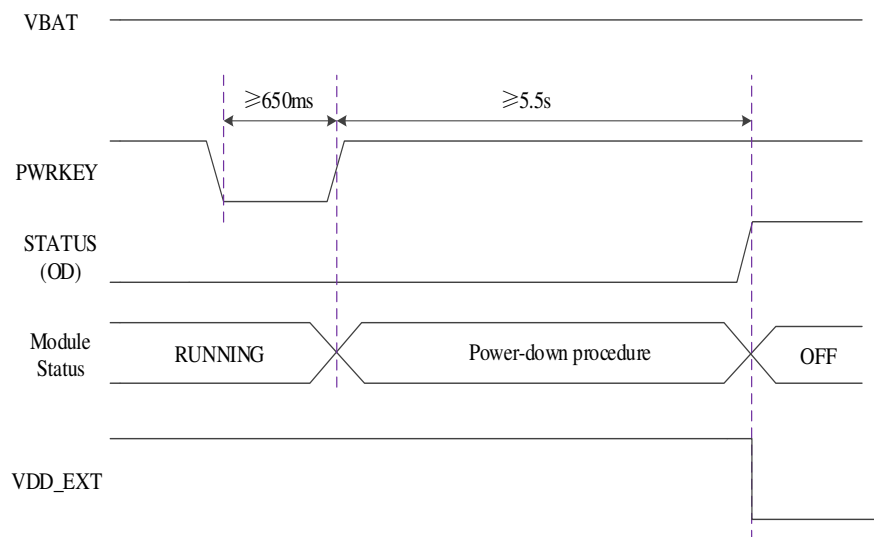 VBAT
≥650ms
≥5.5s
PWRKEY
STATUS
(OD)
Module
Status
RUNNING
Power-down procedure
OFF
VDD_EXT